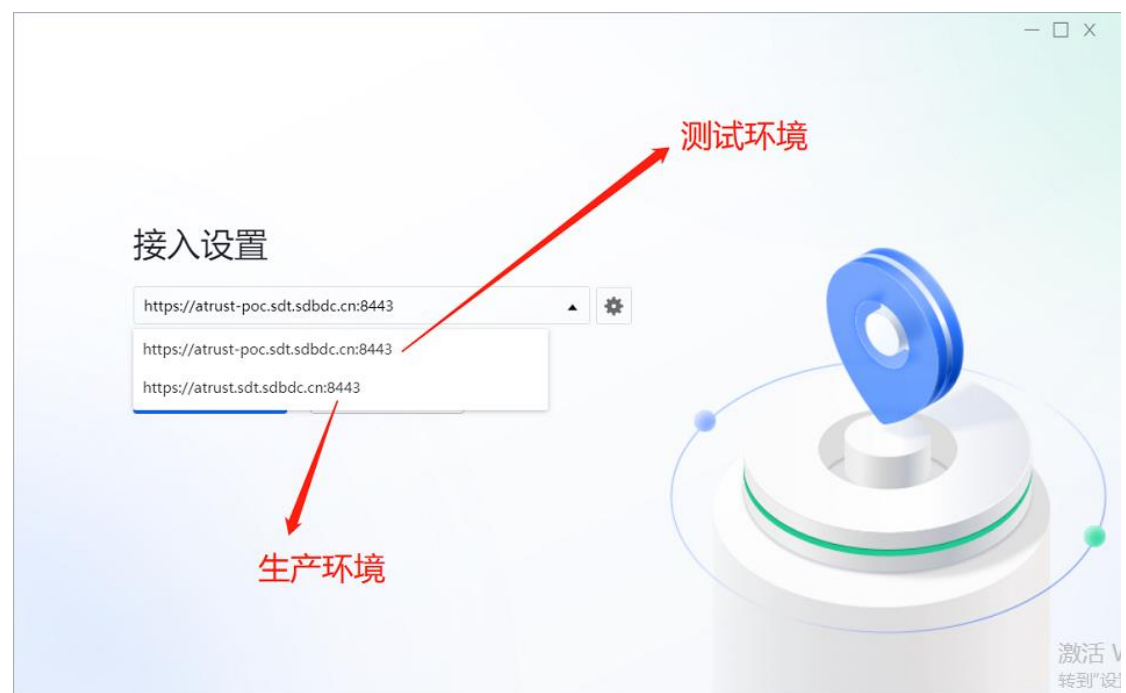 测试环境
接入设置
https://atrust-poc.sdt.sdbdc.cn:8443
https://atrust-poc.sdt.sdbdc.cn:8443
https://atrust.sdt.sdbdc.cn:8443
生产环境
激活
转到"设